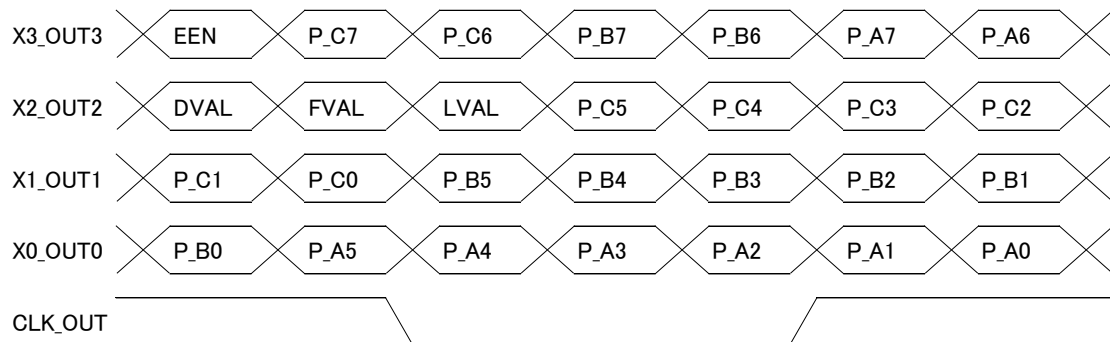 X3_OUT3 EEN P_C7 P_C6 P_B7 P_B6 P_A7 P_A6
X2_OUT2 DVAL FVAL LVAL P_C5 P_C4 P_C3 P_C2
X1_OUT1 P_C1 P_C0 P_B5 P_B4 P_B3 P_B2 P_B1
X0_OUT0 P_B0 P_A5 P_A4 P_A3 P_A2 P_A1 P_A0
CLK_OUT